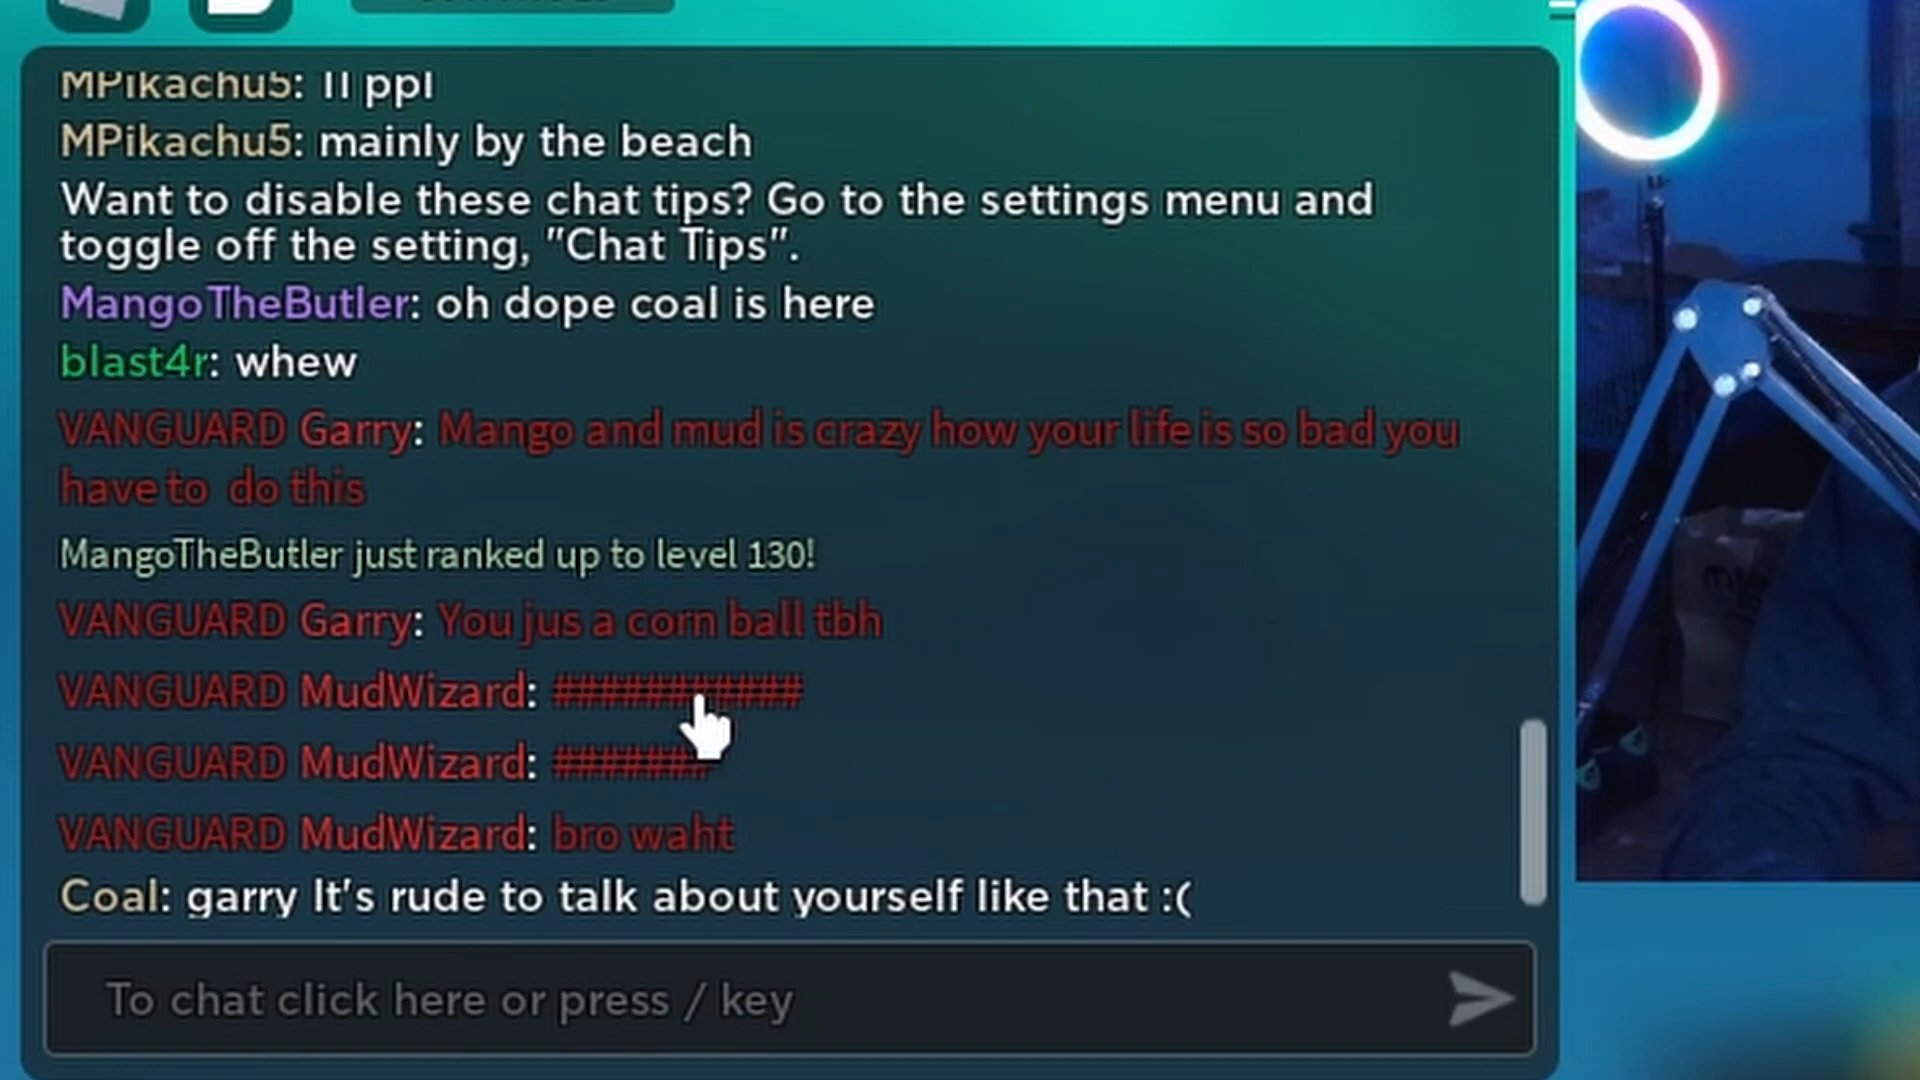 MPikachu5: 11 ppl
MPikachu5: mainly by the beach
Want to disable these chat tips? Go to the settings menu and
toggle off the setting, "Chat Tips".
MangoTheButler: oh dope coal is here
blast4r: whew
VANGUARD Garry: Mango and mud is crazy how your life is so bad you
have to do this
MangoTheButler just ranked up to level 130!
VANGUARD Garry: You jus a corn ball tbh
VANGUARD MudWizard: ###########
VANGUARD MudWizard: #######
VANGUARD MudWizard: bro waht
Coal: garry It's rude to talk about yourself like that :(
To chat click here or press / key